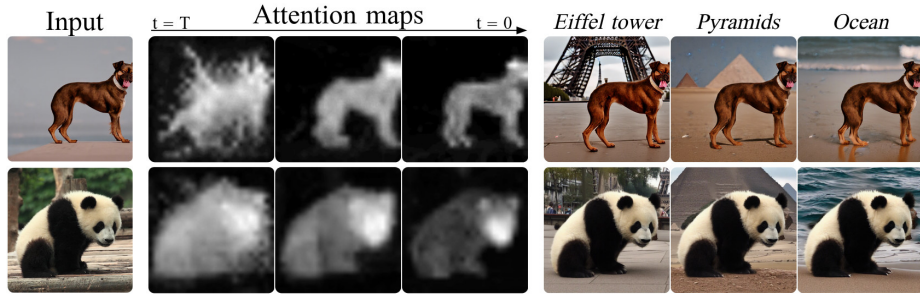 Input
Attention maps
t = T
t = 0
Eiffel tower
Pyramids
Ocean